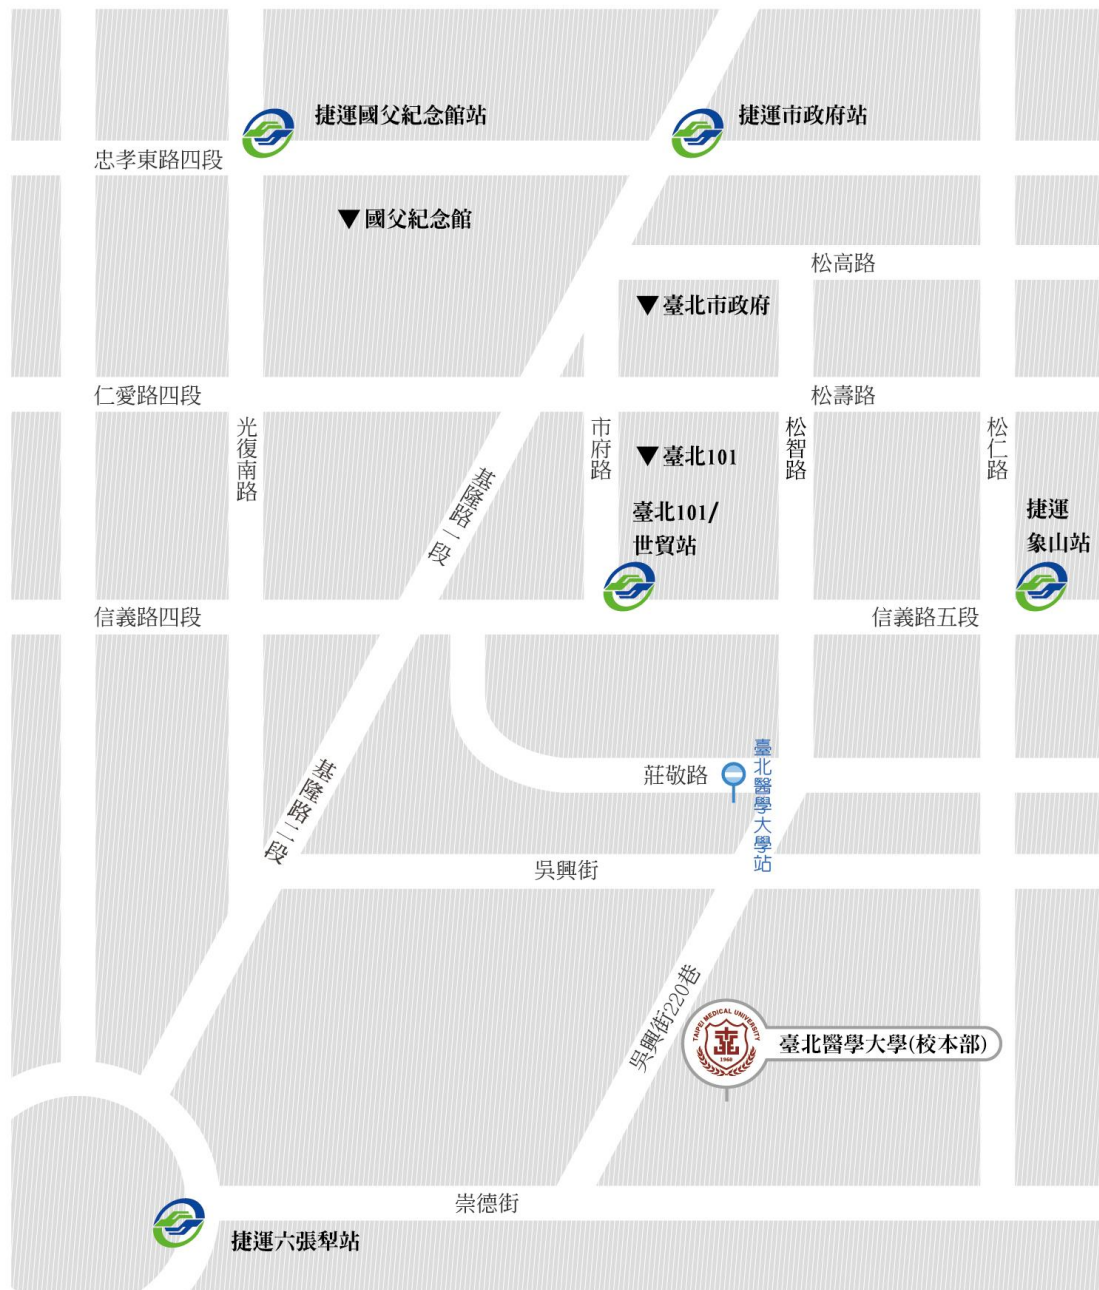 捷運國父紀念館站
捷運市政府站
忠孝東路四段
▼國父紀念館
松高路
▼臺北市政府
仁愛路四段
松壽路
光復南路
市府路
松智路
松仁路
▼臺北101
基隆路一段
臺北101/
世貿站
捷運
象山站
信義路四段
信義路五段
臺北醫學大學站
莊敬路
基隆路二段
吳興街
吳興街220巷
TAIPEI MEDICAL UNIVERSITY
1960
臺北醫學大學(校本部)
崇德街
捷運六張犁站